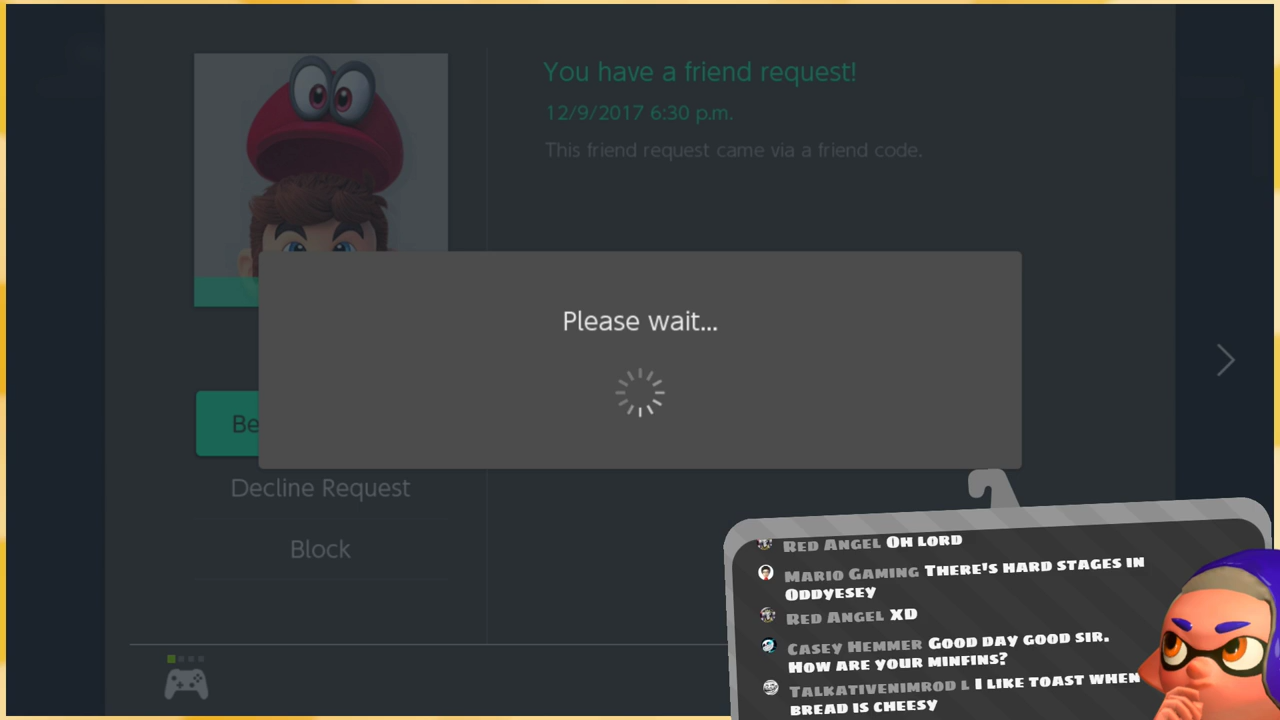 You have a friend request!
12/9/2017 6:30 p.m.
This friend request came via a friend code.
Please wait...
Be
Decline Request
Block
RED ANGEL OH LORD
MARIO GAMING THERE'S HARD STAGES IN
ODDYESEY
RED ANGEL XD
CASEY HEMMER GOOD DAY GOOD SIR.
HOW ARE YOUR MINFINS?
TALKATIVENIMROD L I LIKE TOAST WHEN
BREAD IS CHEESY